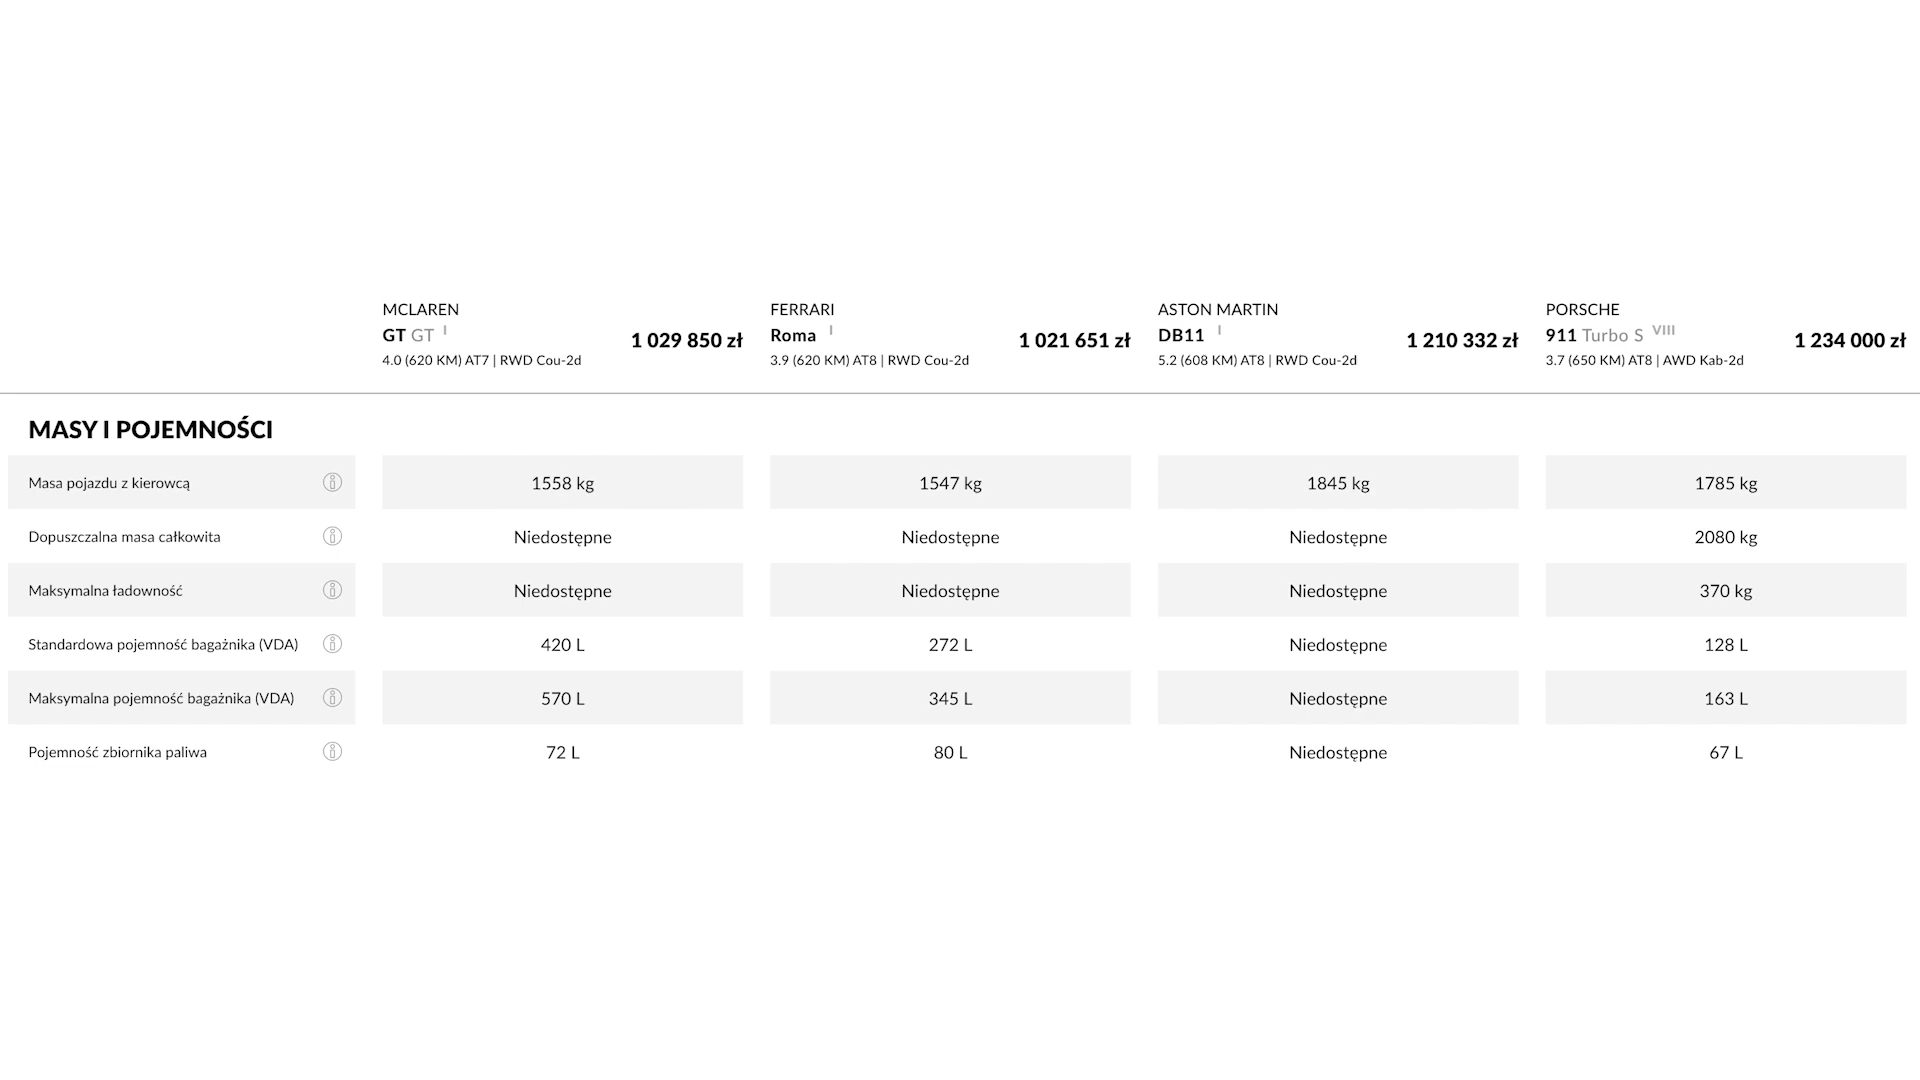 MCLAREN
GT GT I
4.0 (620 KM) AT7 | RWD Cou-2d
1 029 850 zł
FERRARI
Roma I
3.9 (620 KM) AT8 | RWD Cou-2d
1 021 651 zł
ASTON MARTIN
DB11 I
5.2 (608 KM) AT8 | RWD Cou-2d
1 210 332 zł
PORSCHE
911 Turbo S VIII
3.7 (650 KM) AT8 | AWD Kab-2d
1 234 000 zł
MASY I POJEMNOŚCI
Masa pojazdu z kierowcą 1558 kg 1547 kg 1845 kg 1785 kg
Dopuszczalna masa całkowita Niedostępne Niedostępne Niedostępne 2080 kg
Maksymalna ładowność Niedostępne Niedostępne Niedostępne 370 kg
Standardowa pojemność bagażnika (VDA) 420 L 272 L Niedostępne 128 L
Maksymalna pojemność bagażnika (VDA) 570 L 345 L Niedostępne 163 L
Pojemność zbiornika paliwa 72 L 80 L Niedostępne 67 L